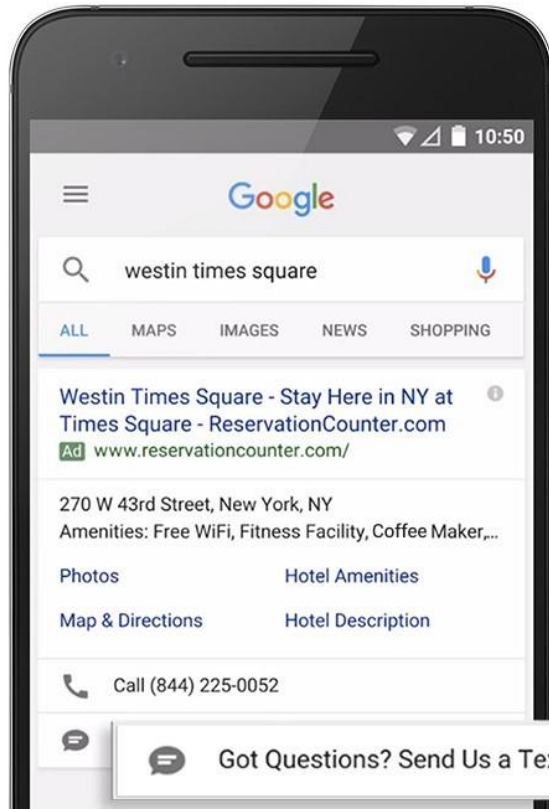 10:50
Google
westin times square
ALL MAPS IMAGES NEWS SHOPPING
Westin Times Square - Stay Here in NY at
Times Square - ReservationCounter.com
Ad www.reservationcounter.com/
270 W 43rd Street, New York, NY
Amenities: Free WiFi, Fitness Facility, Coffee Maker,...
Photos Hotel Amenities
Map & Directions Hotel Description
Call (844) 225-0052
Got Questions? Send Us a